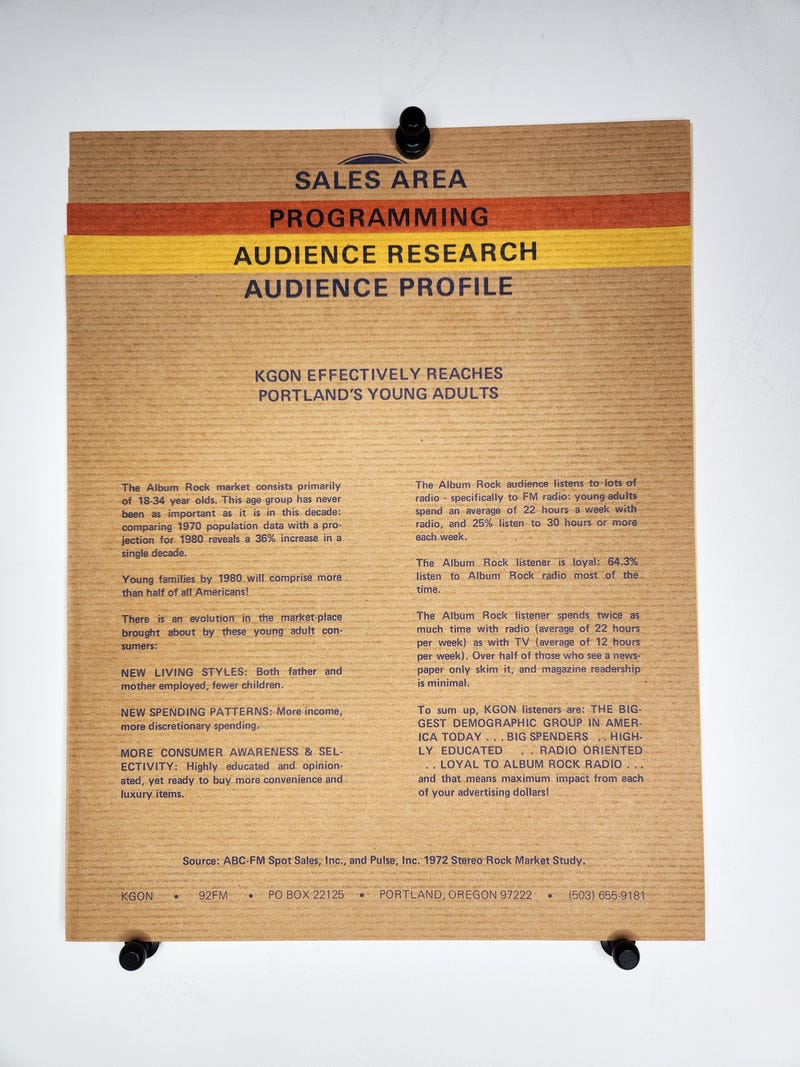 SALES AREA
PROGRAMMING
AUDIENCE RESEARCH
AUDIENCE PROFILE
KGON EFFECTIVELY REACHES
PORTLAND'S YOUNG ADULTS
The Album Rock market consists primarily
of 18-34 year olds. This age group has never
been as important as it is in this decade:
comparing 1970 population data with a pro-
jection for 1980 reveals a 36% increase in a
single decade.
Young families by 1980 will comprise more
than half of all Americans!
There is an evolution in the market-place
brought about by these young adult con-
sumers:
NEW LIVING STYLES: Both father and
mother employed, fewer children.
NEW SPENDING PATTERNS: More income,
more discretionary spending.
MORE CONSUMER AWARENESS & SEL-
ECTIVITY: Highly educated and opinion-
ated, yet ready to buy more convenience and
luxury items.
The Album Rock audience listens to lots of
radio - specifically to FM radio: young adults
spend an average of 22 hours a week with
radio, and 25% listen to 30 hours or more
each week.
The Album Rock listener is loyal: 64.3%
listen to Album Rock radio most of the
time.
The Album Rock listener spends twice as
much time with radio (average of 22 hours
per week) as with TV (average of 12 hours
per week). Over half of those who see a news-
paper only skim it, and magazine readership
is minimal.
To sum up, KGON listeners are: THE BIG-
GEST DEMOGRAPHIC GROUP IN AMER-
ICA TODAY . . . BIG SPENDERS . . HIGH-
LY EDUCATED . . RADIO ORIENTED
. . LOYAL TO ALBUM ROCK RADIO . . .
and that means maximum impact from each
of your advertising dollars!
Source: ABC-FM Spot Sales, Inc., and Pulse, Inc. 1972 Stereo Rock Market Study.
KGON • 92FM • PO BOX 22125 • PORTLAND, OREGON 97222 • (503) 655-9181